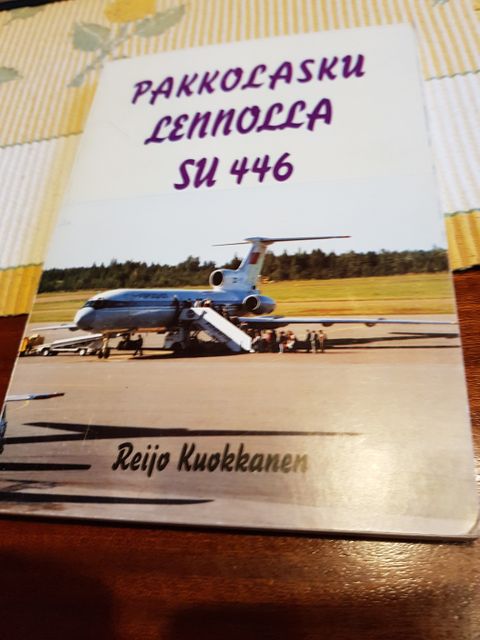 PAKKOLASKU
LENNOLLA
SU 446
Reijo Kuokkanen